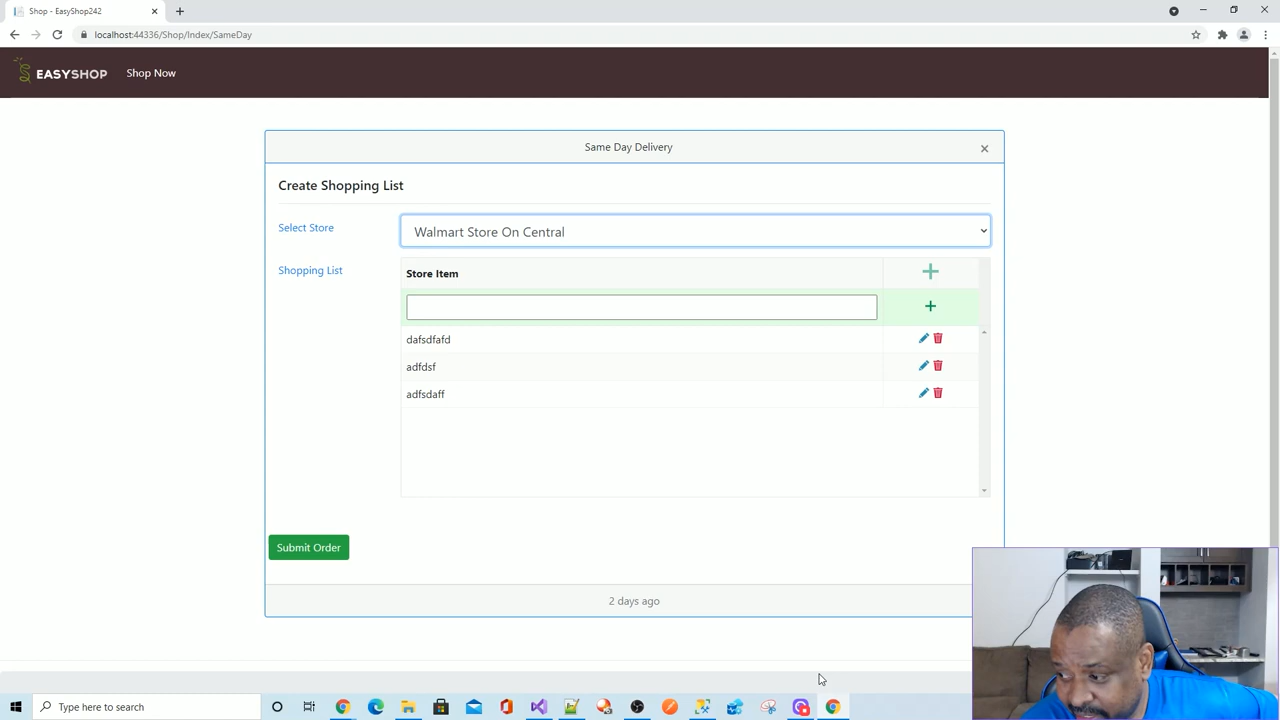 Shop - EasyShop242
localhost:44336/Shop/Index/SameDay
EASYSHOP Shop Now
Same Day Delivery
Create Shopping List
Select Store Walmart Store On Central
Shopping List Store Item
dafsdfafd
adfdsf
adfsdaff
Submit Order
2 days ago
Type here to search